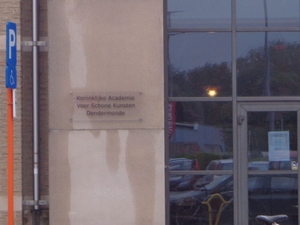 P
Koninklijke Academie
Voor Schone Kunsten
Dendermonde